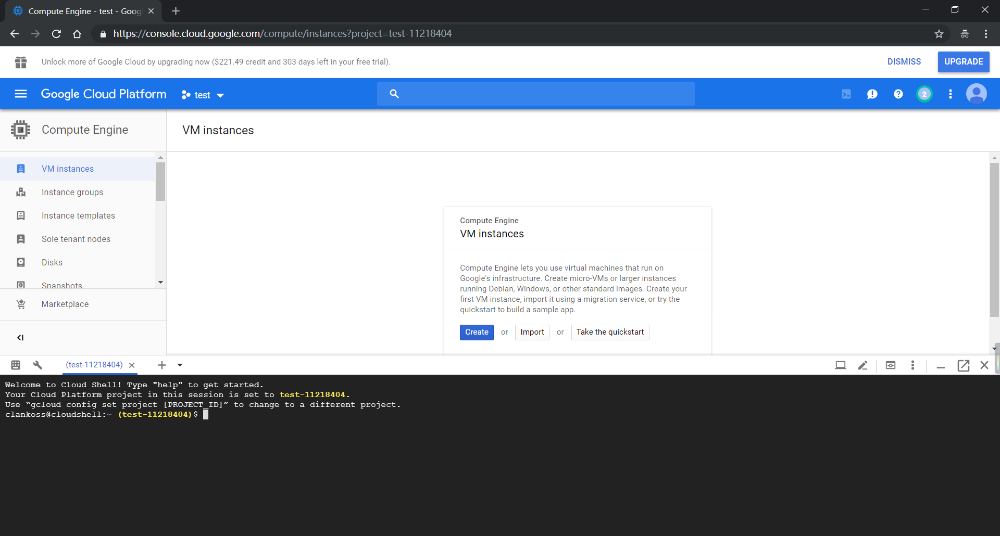 Compute Engine - test - Goog
https://console.cloud.google.com/compute/instances?project=test-11218404
Unlock more of Google Cloud by upgrading now ($221.49 credit and 303 days left in your free trial).
DISMISS
UPGRADE
Google Cloud Platform
test
2
Compute Engine
VM instances
VM instances
Instance groups
Instance templates
Sole tenant nodes
Disks
Snapshots
Marketplace
Compute Engine
VM instances
Compute Engine lets you use virtual machines that run on
Google's infrastructure. Create micro-VMs or larger instances
running Debian, Windows, or other standard images. Create your
first VM instance, import it using a migration service, or try the
quickstart to build a sample app.
Create or Import or Take the quickstart
(test-11218404)
Welcome to Cloud Shell! Type "help" to get started.
Your Cloud Platform project in this session is set to test-11218404.
Use “gcloud config set project [PROJECT_ID]” to change to a different project.
clankoss@cloudshell:~ (test-11218404)$